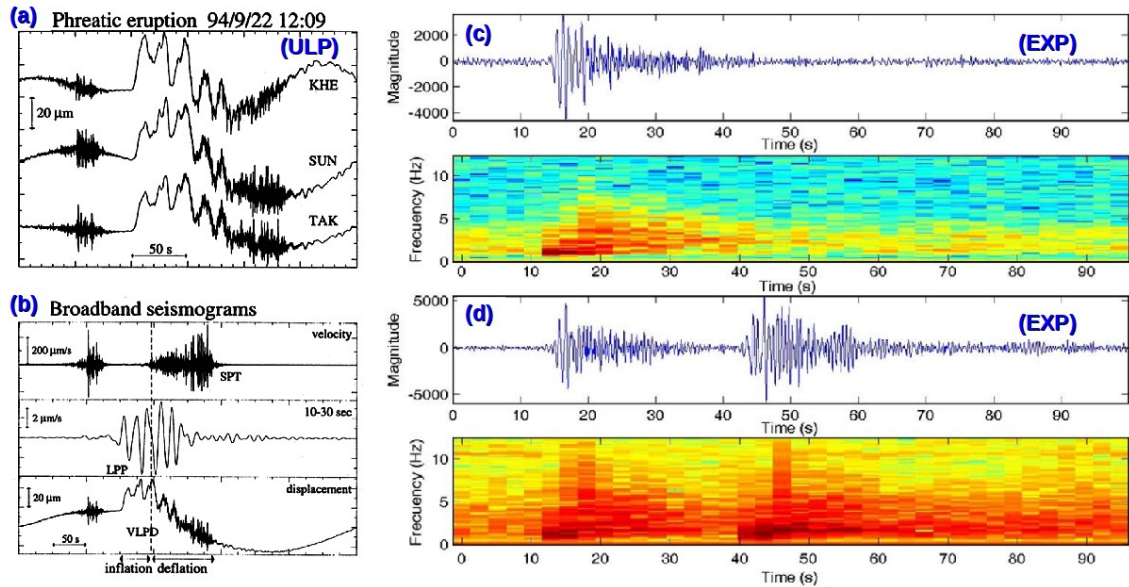 (a)
Phreatic eruption 94/9/22 12:09
(ULP)
KHE
20 µm
SUN
TAK
50 s
(b)
Broadband seismograms
velocity
200 µm/s
SPT
10-30 sec
2 µm/s
LPP
displacement
20 µm
VLPD
50 s
inflation deflation
(c)
(EXP)
Magnitude
2000
0
-2000
-4000
0 10 20 30 40 50 60 70 80 90
Time (s)
Frecuency (Hz)
10
5
0
0 10 20 30 40 50 60 70 80 90
Time (s)
(d)
(EXP)
Magnitude
5000
0
-5000
0 10 20 30 40 50 60 70 80 90
Time (s)
Frecuency (Hz)
10
5
0
0 10 20 30 40 50 60 70 80 90
Time (s)